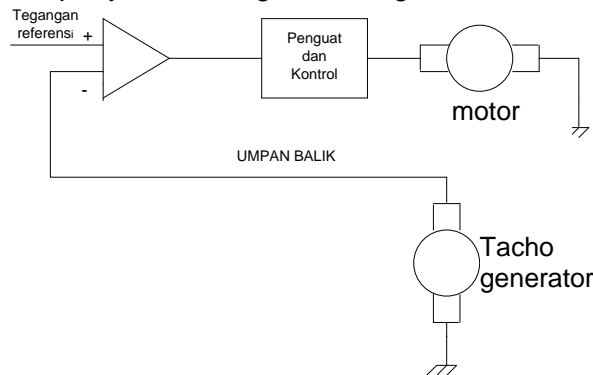 Tegangan
referensi +
-
Penguat
dan
Kontrol
motor
UMPAN BALIK
Tacho
generator